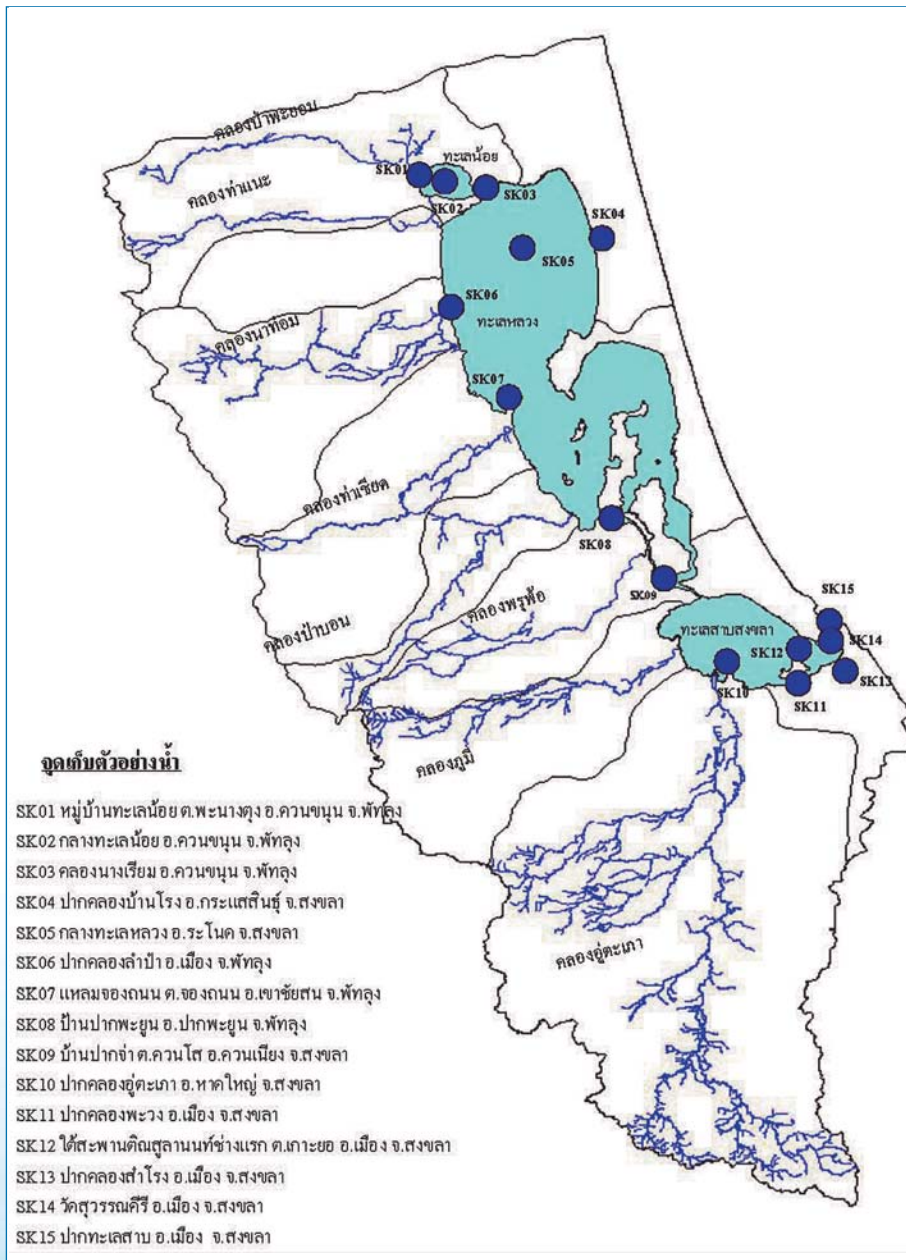 คลองป่าพะยอม
ทะเลน้อย
SK01
SK02
SK03
คลองท่าแนะ
SK04
SK05
SK06
ทะเลหลวง
คลองนาท่อม
SK07
คลองท่าเชียด
SK08
SK09
คลองพรุพ้อ
คลองป่าบอน
SK15
ทะเลสาบสงขลา
SK14
SK12
SK13
SK10
SK11
คลองภูมี
คลองอู่ตะเภา
จุดเก็บตัวอย่างน้ำ
SK01 หมู่บ้านทะเลน้อย ต.พะนางตุง อ.ควนขนุน จ.พัทลุง
SK02 กลางทะเลน้อย อ.ควนขนุน จ.พัทลุง
SK03 คลองนางเรียม อ.ควนขนุน จ.พัทลุง
SK04 ปากคลองบ้านโรง อ.กระแสสินธุ์ จ.สงขลา
SK05 กลางทะเลหลวง อ.ระโนด จ.สงขลา
SK06 ปากคลองลำปำ อ.เมือง จ.พัทลุง
SK07 แหลมจองถนน ต.จองถนน อ.เขาชัยสน จ.พัทลุง
SK08 บ้านปากพะยูน อ.ปากพะยูน จ.พัทลุง
SK09 บ้านปากจ่า ต.ควนโส อ.ควนเนียง จ.สงขลา
SK10 ปากคลองอู่ตะเภา อ.หาดใหญ่ จ.สงขลา
SK11 ปากคลองพะวง อ.เมือง จ.สงขลา
SK12 ใต้สะพานติณสูลานนท์ช่างแรก ต.เกาะยอ อ.เมือง จ.สงขลา
SK13 ปากคลองสำโรง อ.เมือง จ.สงขลา
SK14 วัดสุวรรณคีรี อ.เมือง จ.สงขลา
SK15 ปากทะเลสาบ อ.เมือง จ.สงขลา